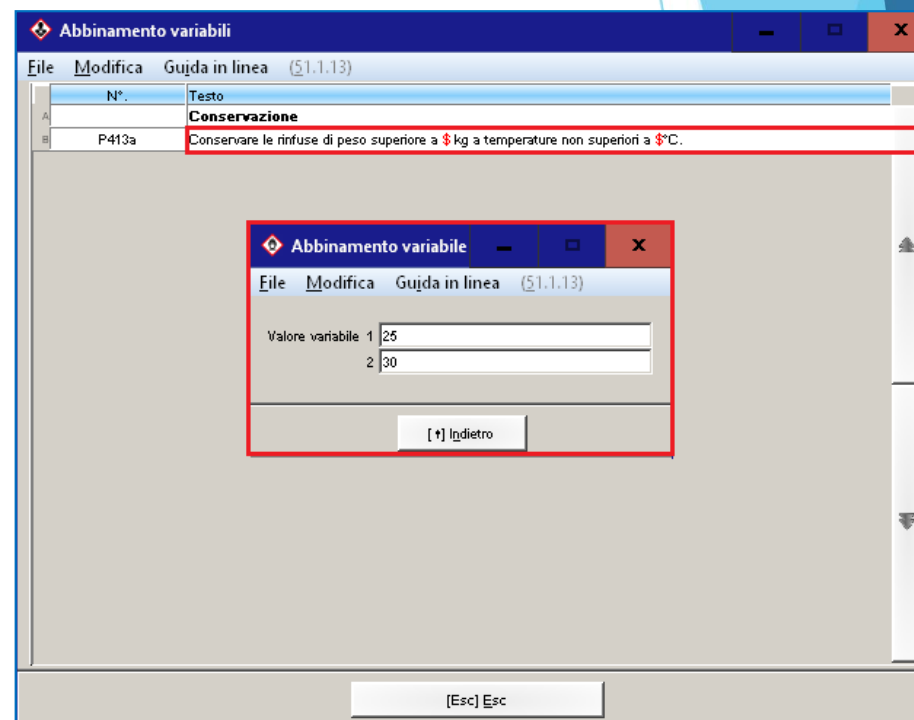 Abbinamento variabili
File Modifica Guida in linea (51.1.13)
N°. Testo
A Conservazione
B P413a Conservare le rinfuse di peso superiore a $ kg a temperature non superiori a $°C.
Abbinamento variabile
File Modifica Guida in linea (51.1.13)
Valore variabile 1 25
2 30
[↑] Indietro
[Esc] Esc